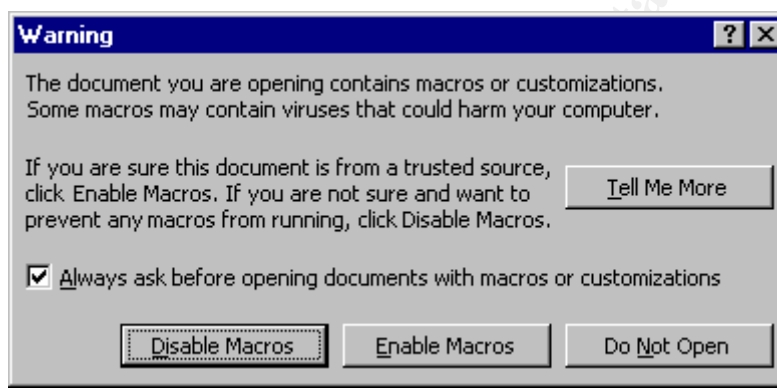 Warning
The document you are opening contains macros or customizations.
Some macros may contain viruses that could harm your computer.
If you are sure this document is from a trusted source,
click Enable Macros. If you are not sure and want to
prevent any macros from running, click Disable Macros.
Tell Me More
Always ask before opening documents with macros or customizations
Disable Macros
Enable Macros
Do Not Open